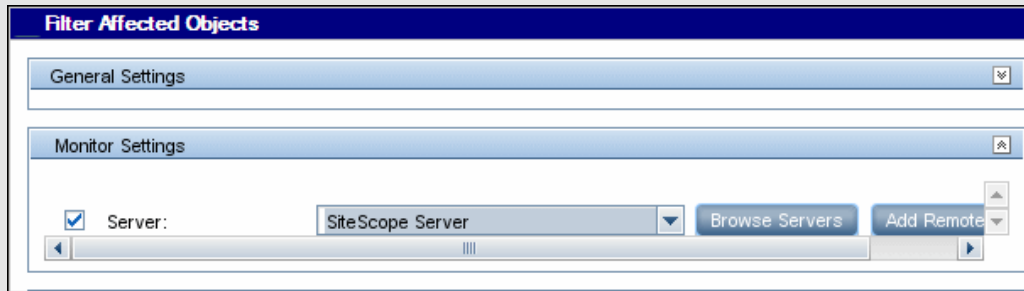 Filter Affected Objects
General Settings
Monitor Settings
Server: SiteScope Server Browse Servers Add Remote